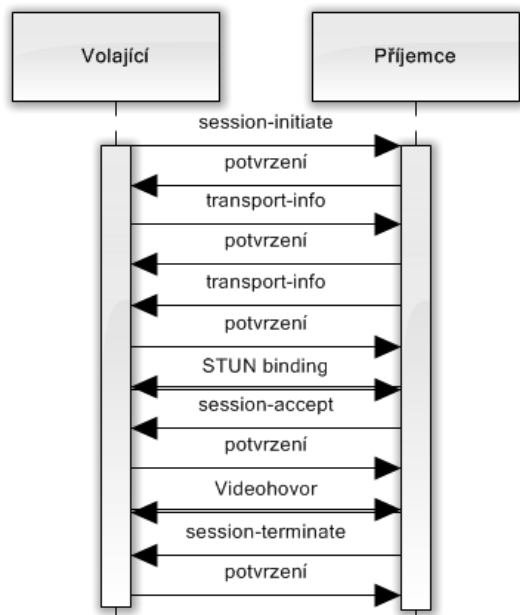 Volající
Příjemce
session-initiate
potvrzení
transport-info
potvrzení
transport-info
potvrzení
STUN binding
session-accept
potvrzení
Videohovor
session-terminate
potvrzení